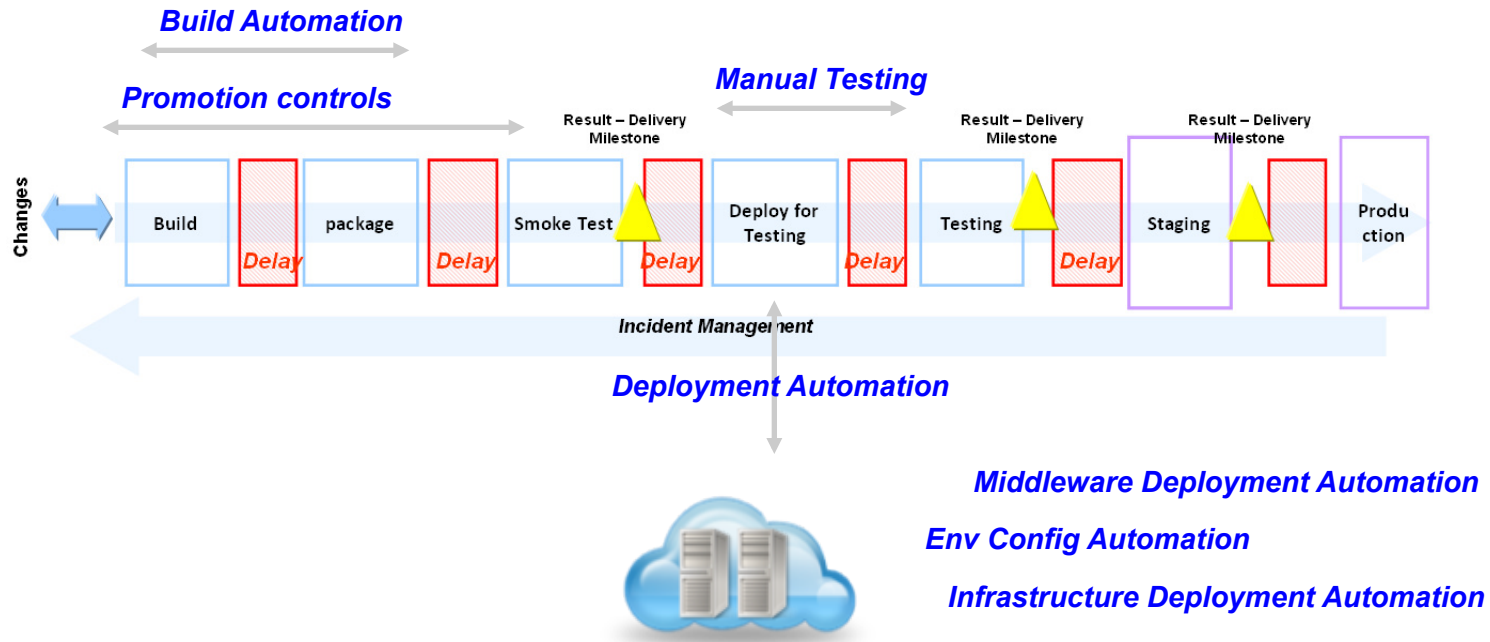 Build Automation
Promotion controls
Manual Testing
Result – Delivery
Milestone
Result – Delivery
Milestone
Result – Delivery
Milestone
Changes
Build
Delay
package
Delay
Smoke Test
Delay
Deploy for
Testing
Delay
Testing
Delay
Staging
Produ
ction
Incident Management
Deployment Automation
Middleware Deployment Automation
Env Config Automation
Infrastructure Deployment Automation